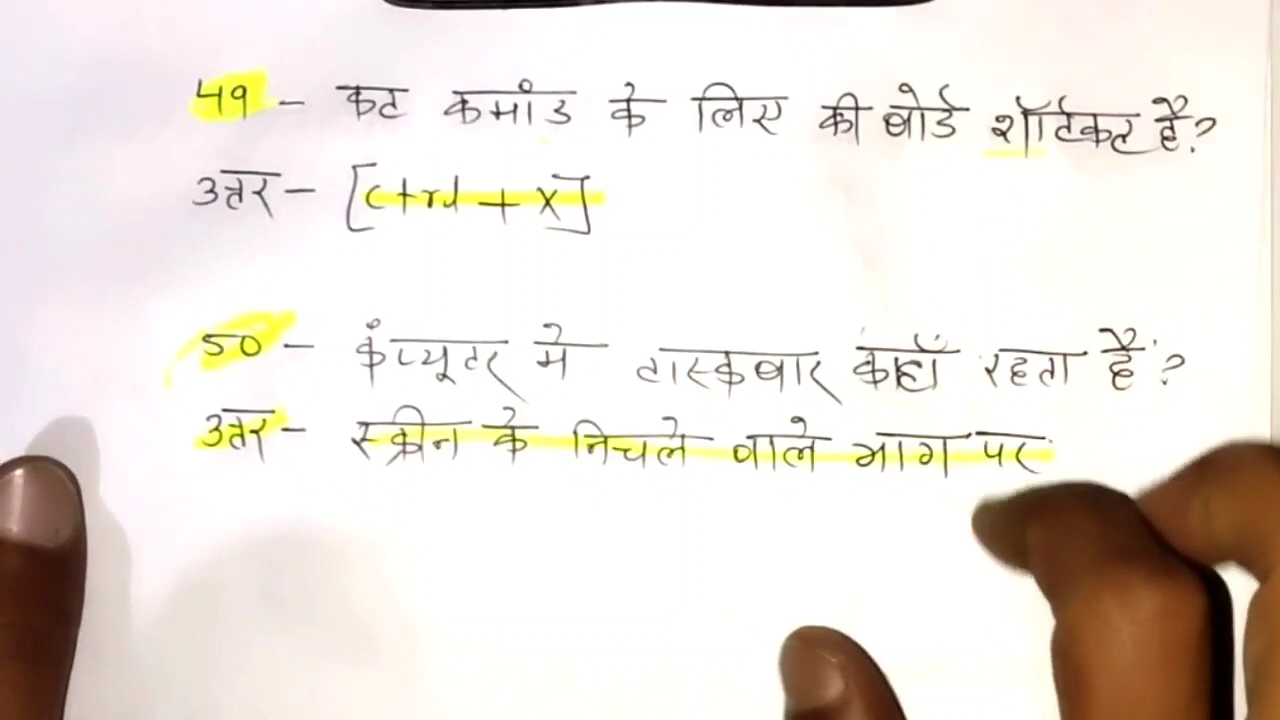 49 - कट कमांड के लिए की बोर्ड शॉर्टकट है?
उत्तर - [ctrl + X]
50 - कंप्यूटर मे टास्कबार कहाँ रहता है?
उत्तर - स्क्रीन के निचले वाले भाग पर